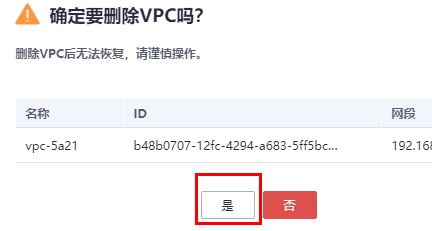 确定要删除VPC吗？
删除VPC后无法恢复，请谨慎操作。
名称 ID 网段
vpc-5a21 b48b0707-12fc-4294-a683-5ff5bc... 192.168
是 否